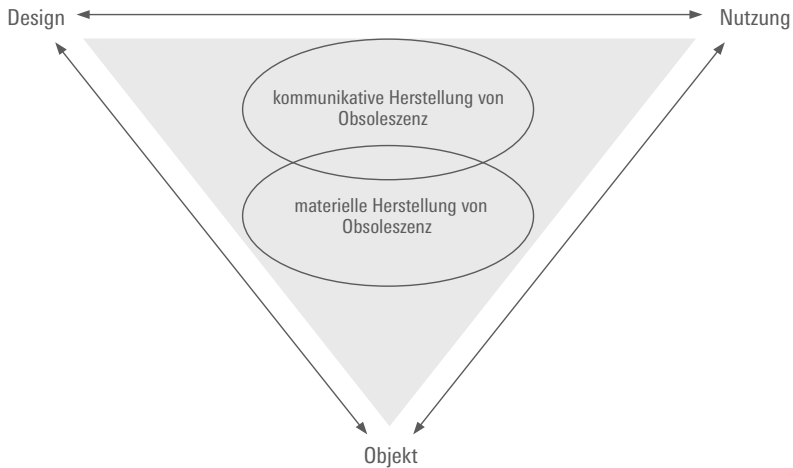 Design
Nutzung
kommunikative Herstellung von
Obsoleszenz
materielle Herstellung von
Obsoleszenz
Objekt